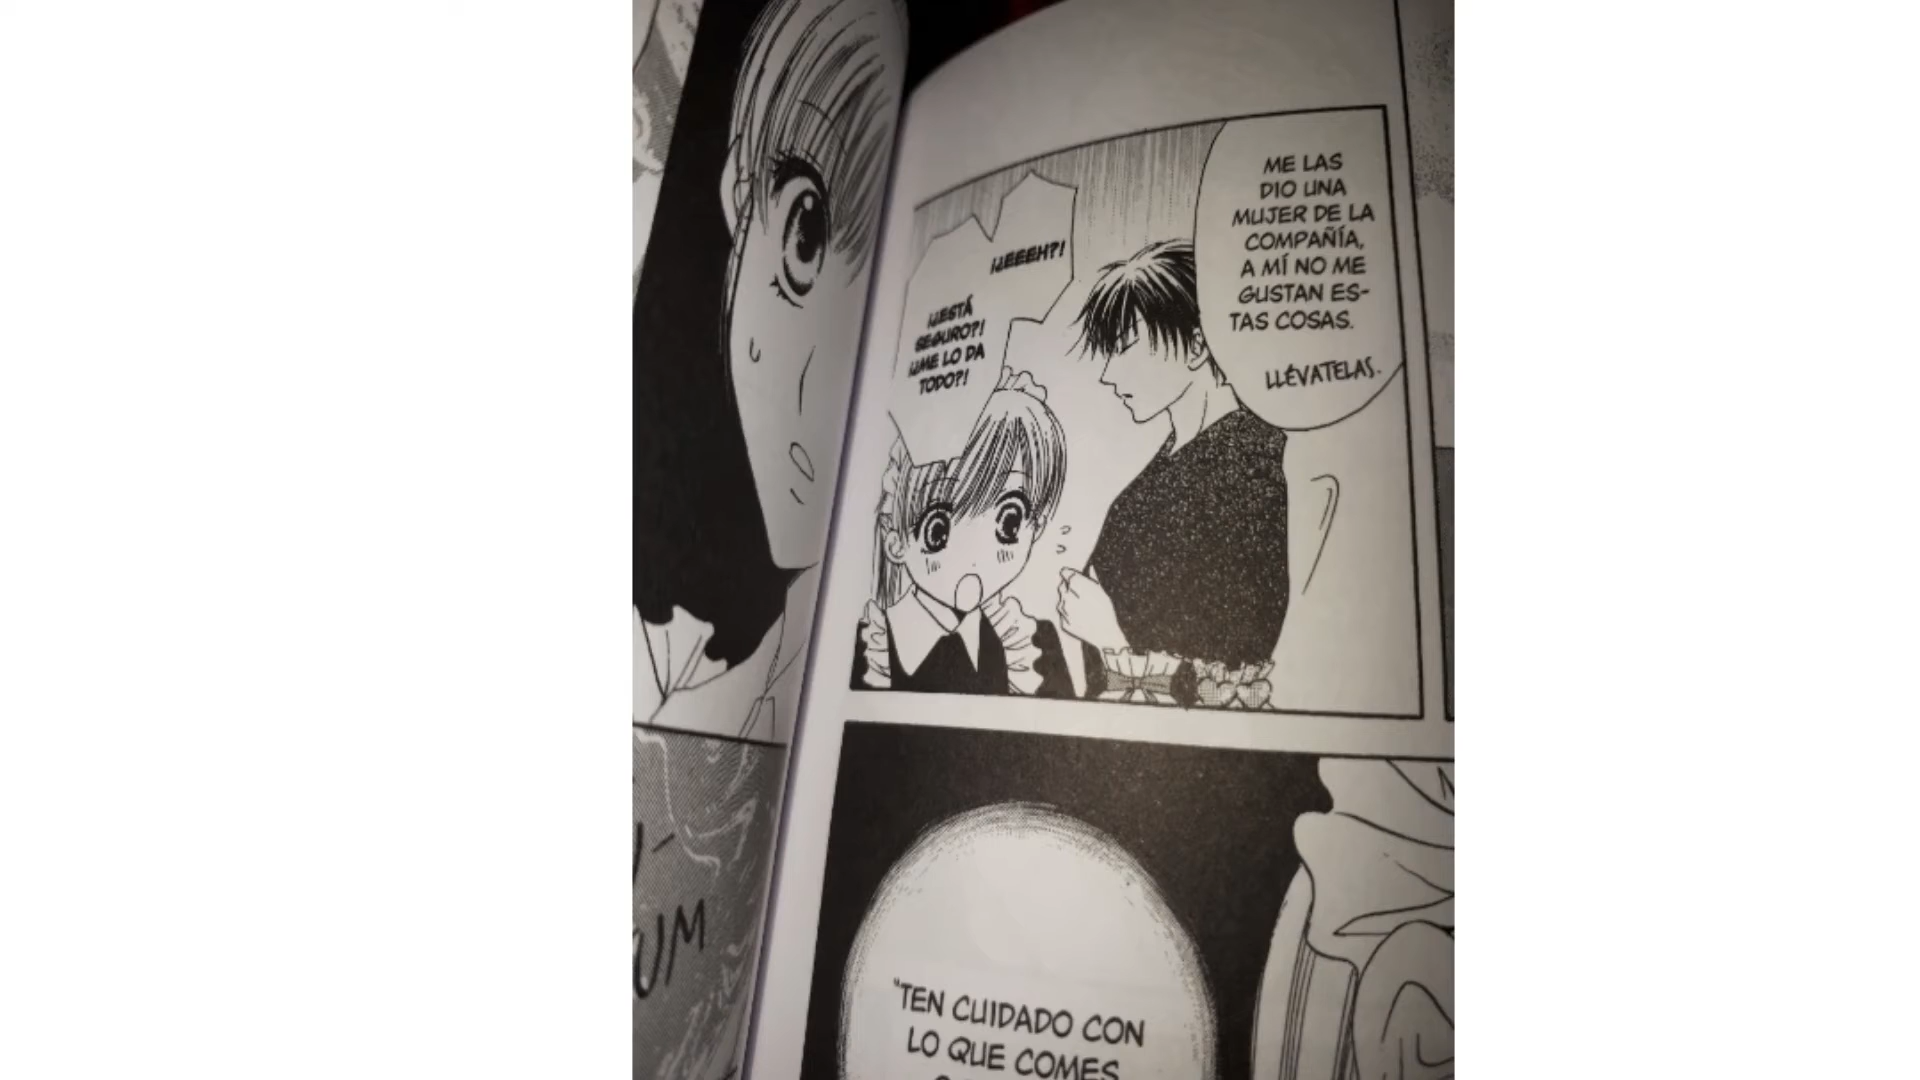 ME LAS
DIO UNA
MUJER DE LA
COMPAÑÍA,
A MÍ NO ME
GUSTAN ES-
TAS COSAS.
LLÉVATELAS.
¡¿EEEH?!
¡¿ESTÁ
SEGURO?!
¡¿ME LO DA
TODO?!
"TEN CUIDADO CON
LO QUE COMES
UM